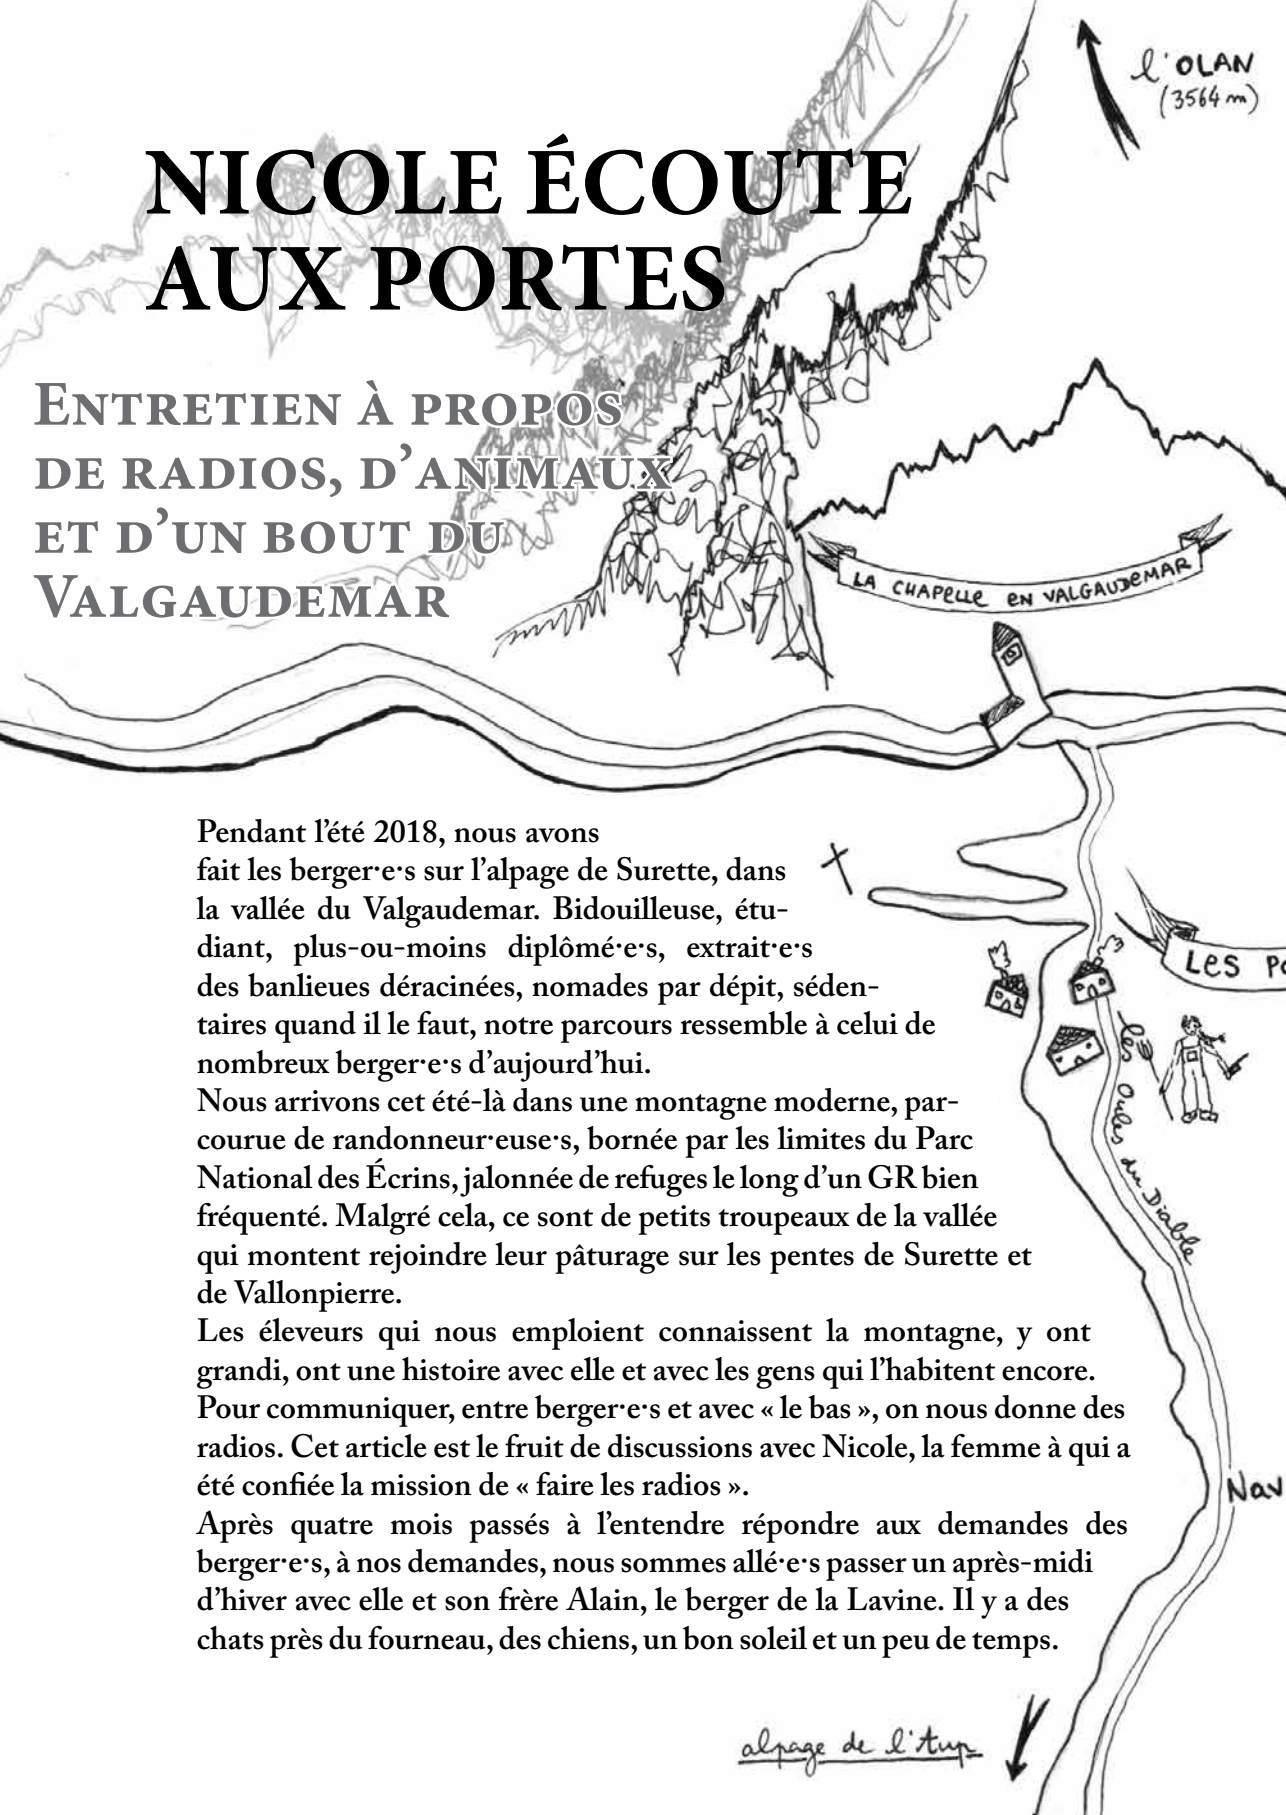 l'OLAN
(3564 m)
NICOLE ÉCOUTE
AUX PORTES
ENTRETIEN À PROPOS
DE RADIOS, D'ANIMAUX
ET D'UN BOUT DU
VALGAUDEMAR
LA CHAPELLE EN VALGAUDEMAR
Pendant l'été 2018, nous avons
fait les berger·e·s sur l'alpage de Surette, dans
la vallée du Valgaudemar. Bidouilleuse, étu-
diant, plus-ou-moins diplômé·e·s, extrait·e·s
des banlieues déracinées, nomades par dépit, séden-
taires quand il le faut, notre parcours ressemble à celui de
nombreux berger·e·s d'aujourd'hui.
Nous arrivons cet été-là dans une montagne moderne, par-
courue de randonneur·euse·s, bornée par les limites du Parc
National des Écrins, jalonnée de refuges le long d'un GR bien
fréquenté. Malgré cela, ce sont de petits troupeaux de la vallée
qui montent rejoindre leur pâturage sur les pentes de Surette et
de Vallonpierre.
Les éleveurs qui nous emploient connaissent la montagne, y ont
grandi, ont une histoire avec elle et avec les gens qui l'habitent encore.
Pour communiquer, entre berger·e·s et avec « le bas », on nous donne des
radios. Cet article est le fruit de discussions avec Nicole, la femme à qui a
été confiée la mission de « faire les radios ».
Après quatre mois passés à l'entendre répondre aux demandes des
berger·e·s, à nos demandes, nous sommes allé·e·s passer un après-midi
d'hiver avec elle et son frère Alain, le berger de la Lavine. Il y a des
chats près du fourneau, des chiens, un bon soleil et un peu de temps.
LES PO
les Oules du Diable
Nav
alpage de l'Aup